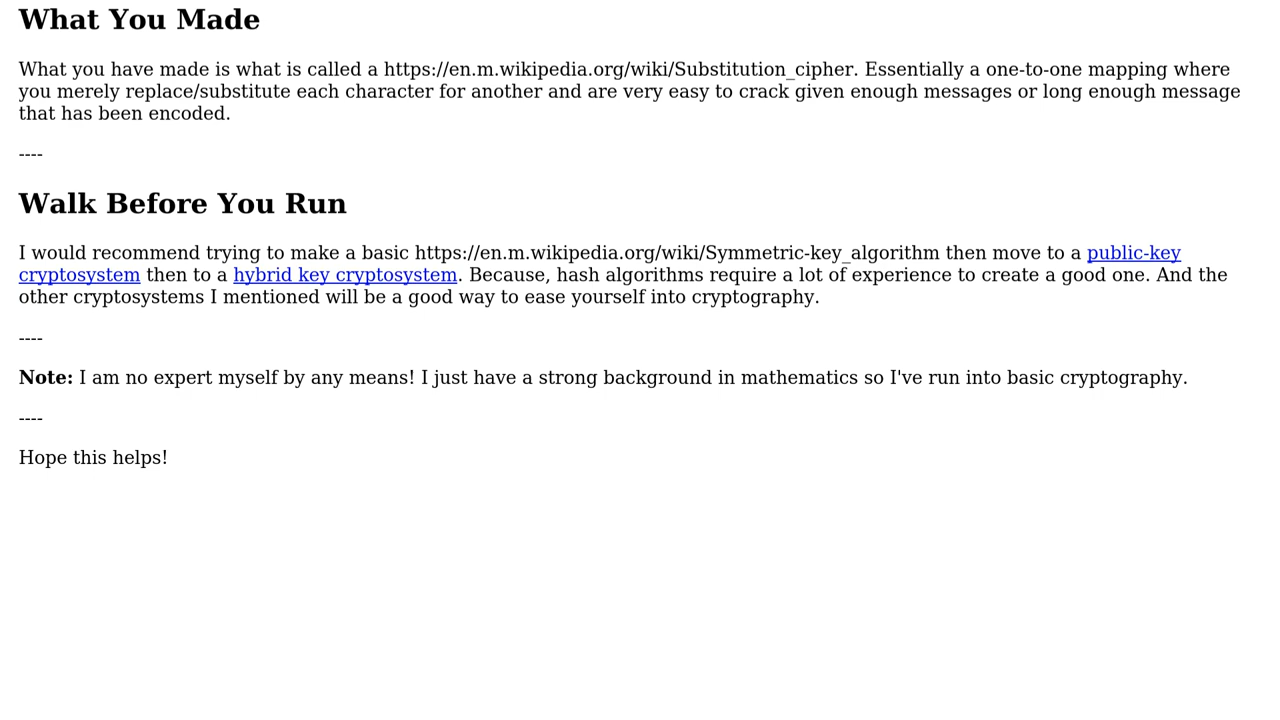 What You Made
What you have made is what is called a https://en.m.wikipedia.org/wiki/Substitution_cipher. Essentially a one-to-one mapping where
you merely replace/substitute each character for another and are very easy to crack given enough messages or long enough message
that has been encoded.
----
Walk Before You Run
I would recommend trying to make a basic https://en.m.wikipedia.org/wiki/Symmetric-key_algorithm then move to a public-key
cryptosystem then to a hybrid key cryptosystem. Because, hash algorithms require a lot of experience to create a good one. And the
other cryptosystems I mentioned will be a good way to ease yourself into cryptography.
----
Note: I am no expert myself by any means! I just have a strong background in mathematics so I've run into basic cryptography.
----
Hope this helps!